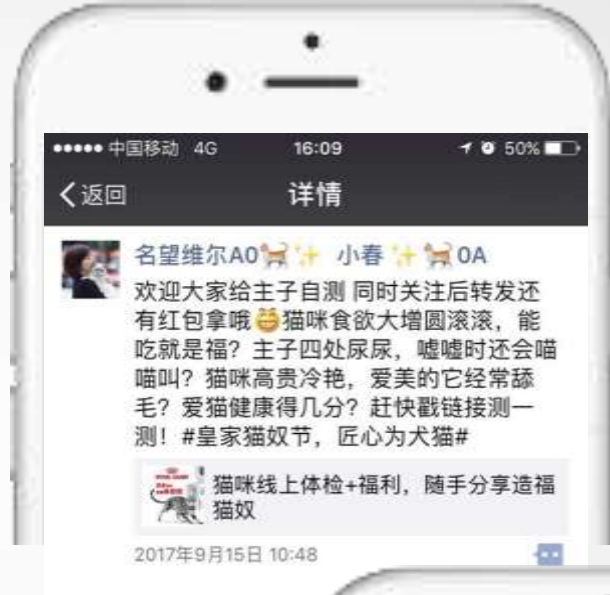 中国移动 4G 16:09 50%
返回 详情
名望维尔A0🐈✨ 小春✨🐈0A
欢迎大家给主子自测 同时关注后转发还
有红包拿哦😆猫咪食欲大增圆滚滚，能
吃就是福？主子四处尿尿，嘘嘘时还会喵
喵叫？猫咪高贵冷艳，爱美的它经常舔
毛？爱猫健康得几分？赶快戳链接测一
测！#皇家猫奴节，匠心为犬猫#
ROYAL CANIN
猫咪线上体检+福利，随手分享造福
猫奴
2017年9月15日 10:48